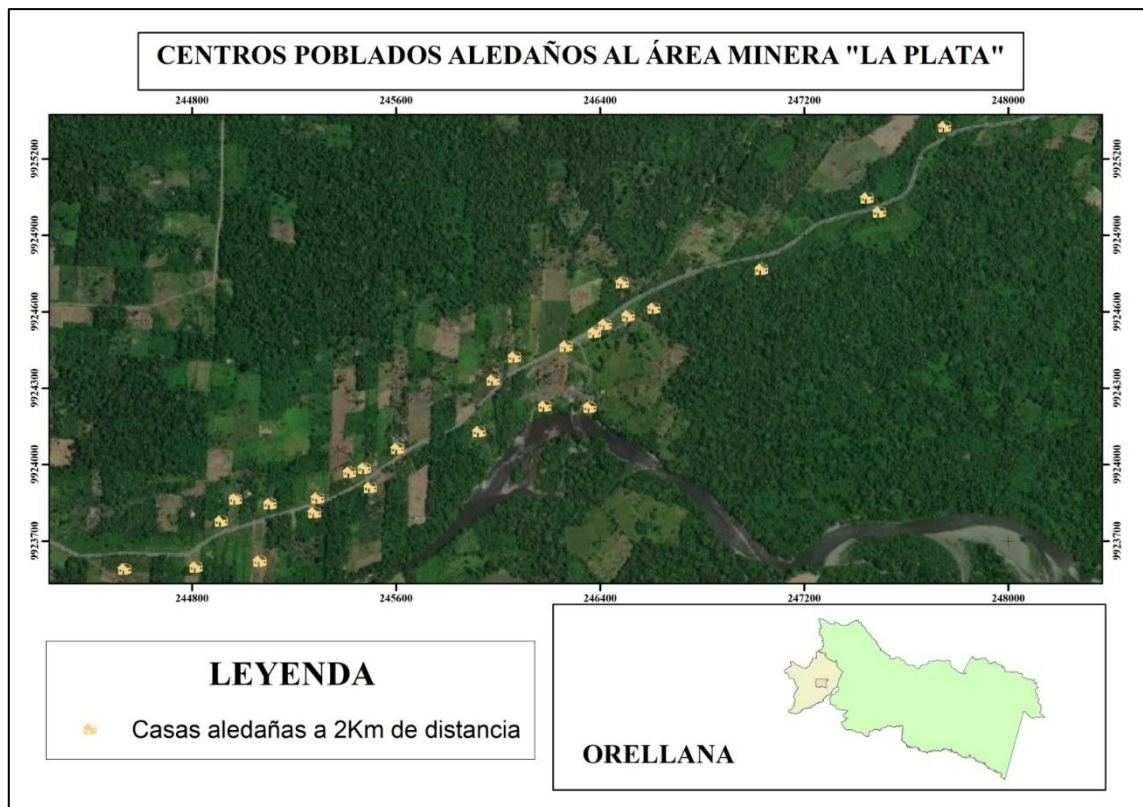 CENTROS POBLADOS ALEDAÑOS AL ÁREA MINERA "LA PLATA"
244800 245600 246400 247200 248000
9925200 9925200
9924900 9924900
9924600 9924600
9924300 9924300
9924000 9924000
9923700 9923700
244800 245600 246400 247200 248000
LEYENDA
Casas aledañas a 2Km de distancia
ORELLANA